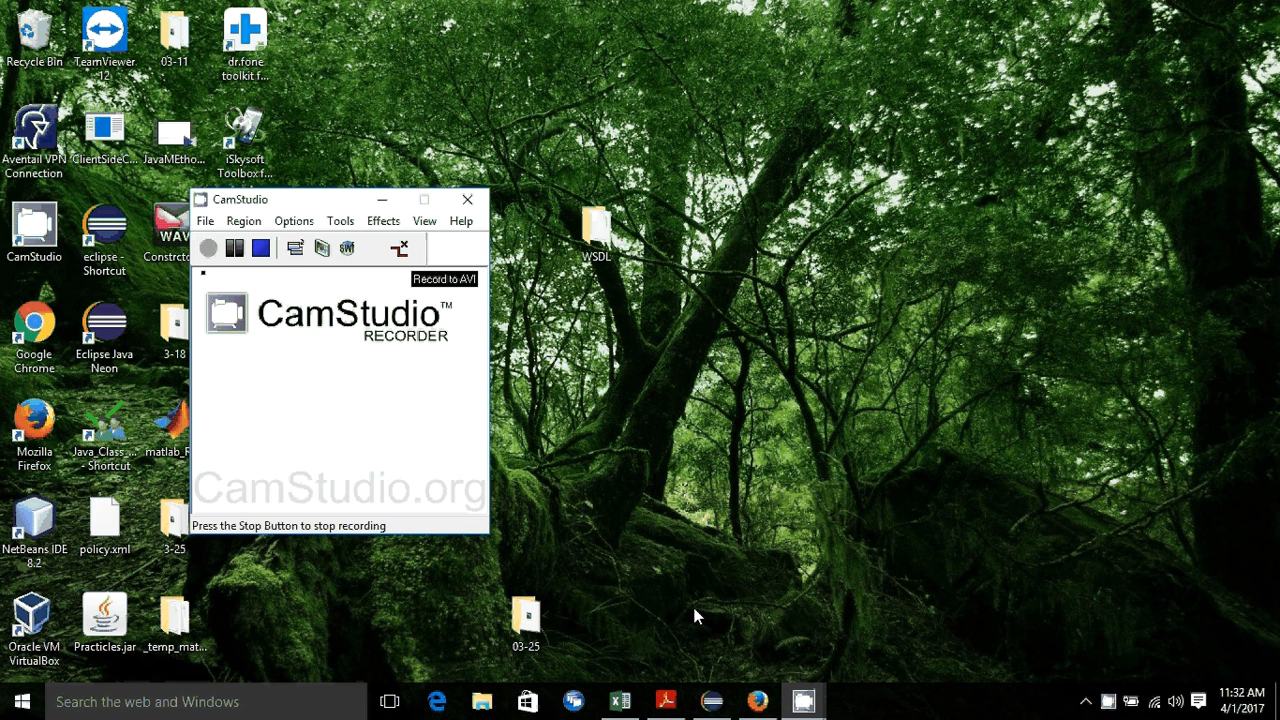 Recycle Bin
TeamViewer
12
03-11
dr.fone
toolkit f...
Aventail VPN
Connection
ClientSideC...
JavaMEtho...
iSkysoft
Toolbox f...
CamStudio
eclipse -
Shortcut
WAV
Constrcto
Google
Chrome
Eclipse Java
Neon
3-18
Mozilla
Firefox
Java_Class_...
- Shortcut
matlab_R
NetBeans IDE
8.2
policy.xml
3-25
Oracle VM
VirtualBox
Practicles.jar
_temp_mat...
CamStudio
File Region Options Tools Effects View Help
SWF
Record to AVI
CamStudio™
RECORDER
CamStudio.org
Press the Stop Button to stop recording
WSDL
03-25
Search the web and Windows
11:32 AM
4/1/2017